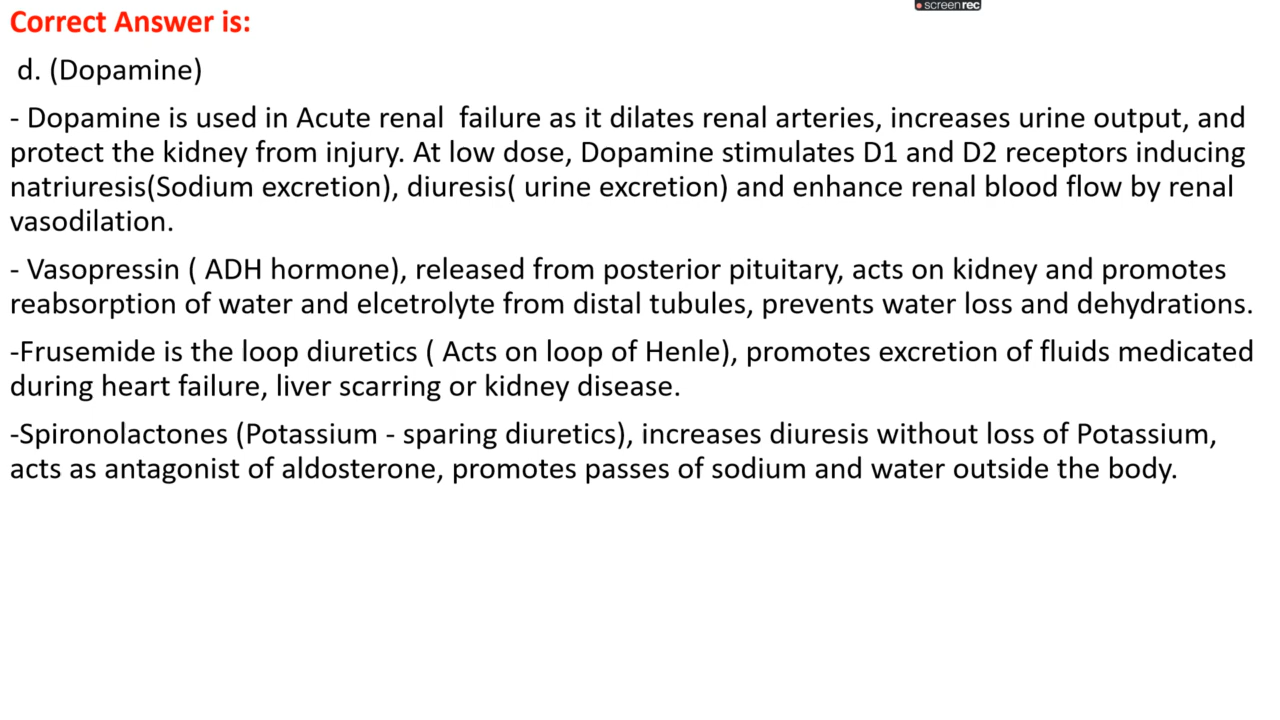 screenrec
Correct Answer is:
d. (Dopamine)
- Dopamine is used in Acute renal  failure as it dilates renal arteries, increases urine output, and
protect the kidney from injury. At low dose, Dopamine stimulates D1 and D2 receptors inducing
natriuresis(Sodium excretion), diuresis( urine excretion) and enhance renal blood flow by renal
vasodilation.
- Vasopressin ( ADH hormone), released from posterior pituitary, acts on kidney and promotes
reabsorption of water and elcetrolyte from distal tubules, prevents water loss and dehydrations.
-Frusemide is the loop diuretics ( Acts on loop of Henle), promotes excretion of fluids medicated
during heart failure, liver scarring or kidney disease.
-Spironolactones (Potassium - sparing diuretics), increases diuresis without loss of Potassium,
acts as antagonist of aldosterone, promotes passes of sodium and water outside the body.